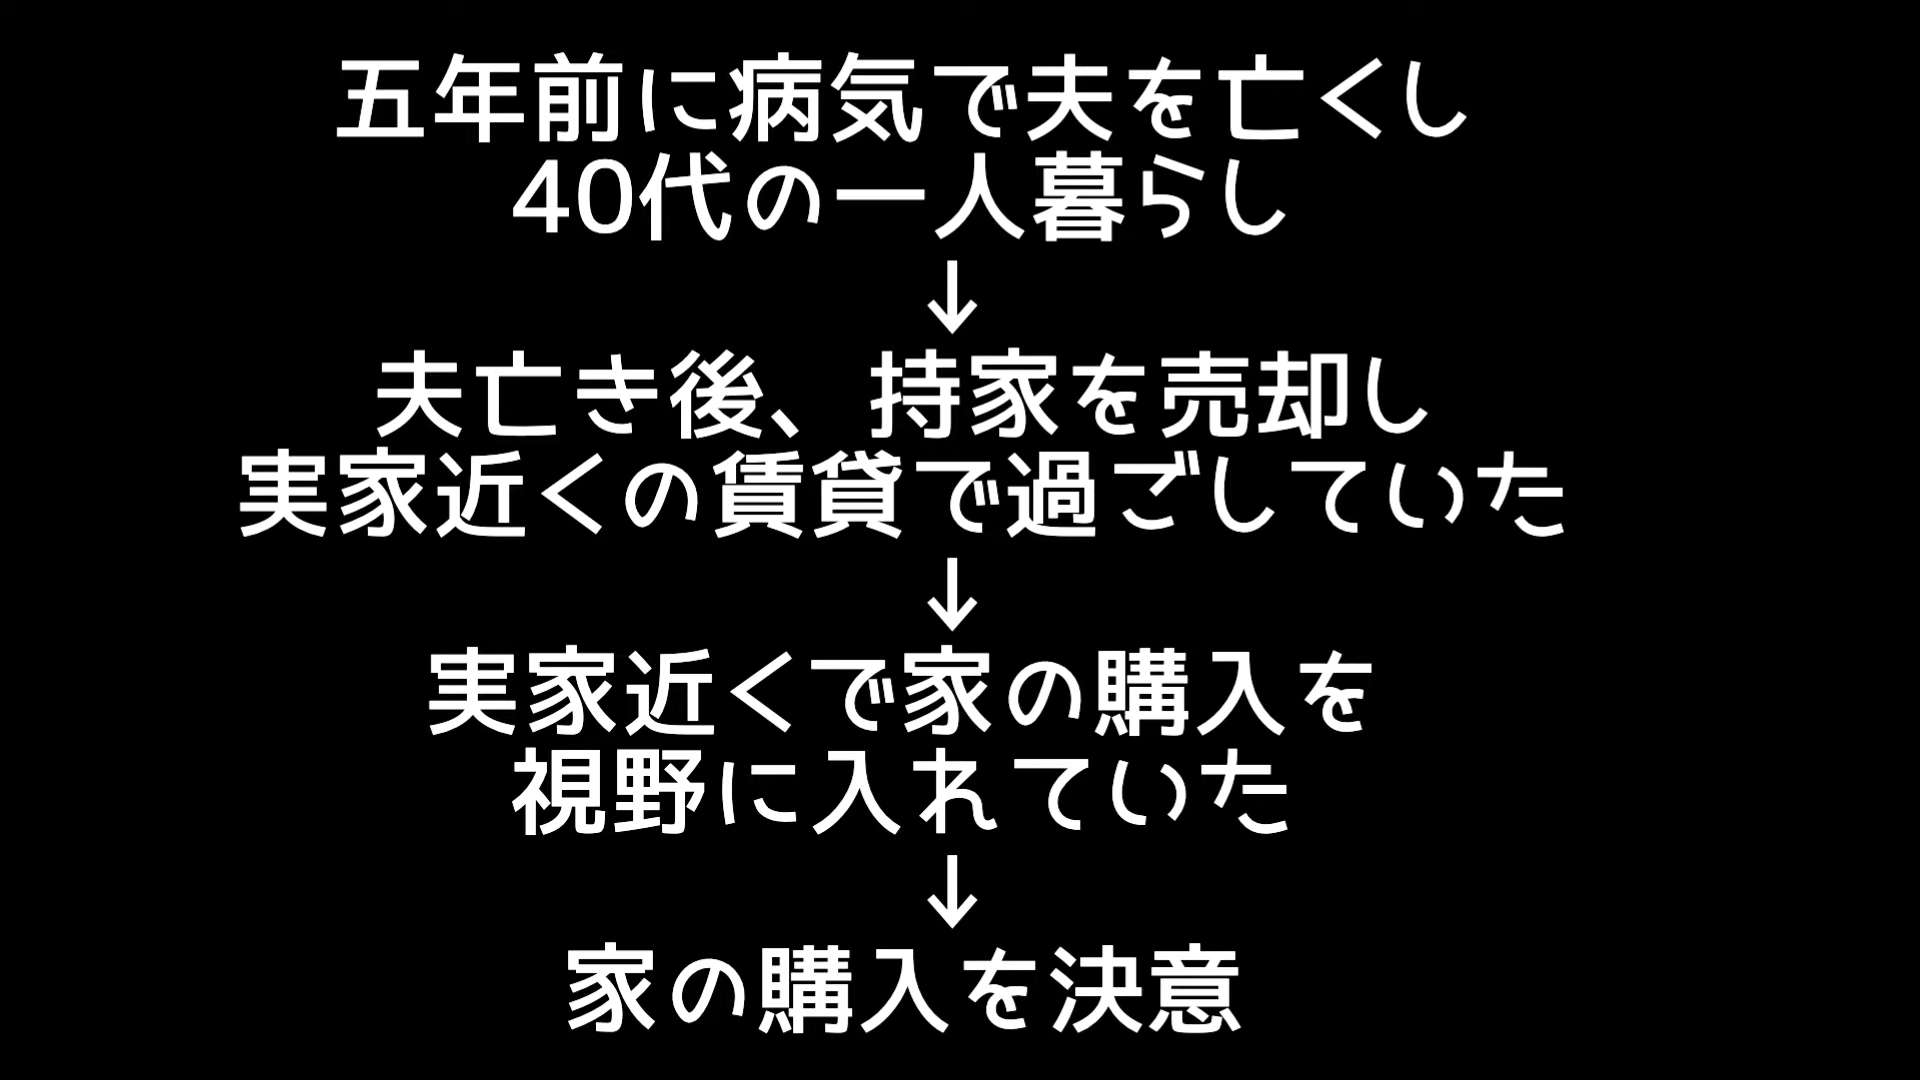 五年前に病気で夫を亡くし
40代の一人暮らし
↓
夫亡き後、持家を売却し
実家近くの賃貸で過ごしていた
↓
実家近くで家の購入を
視野に入れていた
↓
家の購入を決意